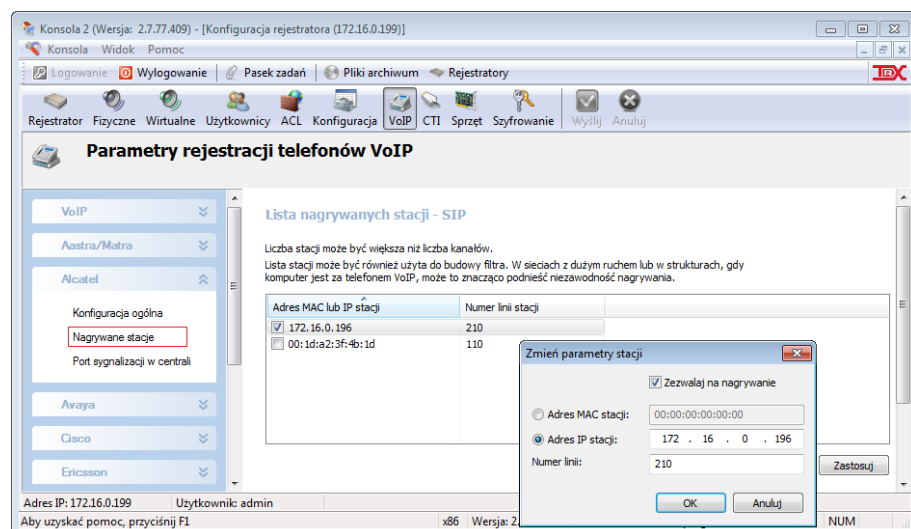 Konsola 2 (Wersja: 2.7.77.409) - [Konfiguracja rejestratora (172.16.0.199)]
Konsola Widok Pomoc
Logowanie Wylogowanie Pasek zadań Pliki archiwum Rejestratory TRX
Rejestrator Fizyczne Wirtualne Użytkownicy ACL Konfiguracja VoIP CTI Sprzęt Szyfrowanie Wyślij Anuluj
Parametry rejestracji telefonów VoIP
VoIP
Aastra/Matra
Alcatel
Konfiguracja ogólna
Nagrywane stacje
Port sygnalizacji w centrali
Avaya
Cisco
Ericsson
Lista nagrywanych stacji - SIP
Liczba stacji może być większa niż liczba kanałów.
Lista stacji może być również użyta do budowy filtra. W sieciach z dużym ruchem lub w strukturach, gdy
komputer jest za telefonem VoIP, może to znacząco podnieść niezawodność nagrywania.
Adres MAC lub IP stacji Numer linii stacji
172.16.0.196 210
00:1d:a2:3f:4b:1d 110
Zmień parametry stacji
Zezwalaj na nagrywanie
Adres MAC stacji: 00:00:00:00:00:00
Adres IP stacji: 172 . 16 . 0 . 196
Numer linii: 210
OK Anuluj
Zastosuj
Adres IP: 172.16.0.199 Użytkownik: admin
Aby uzyskać pomoc, przyciśnij F1 x86 Wersja: 2. NUM